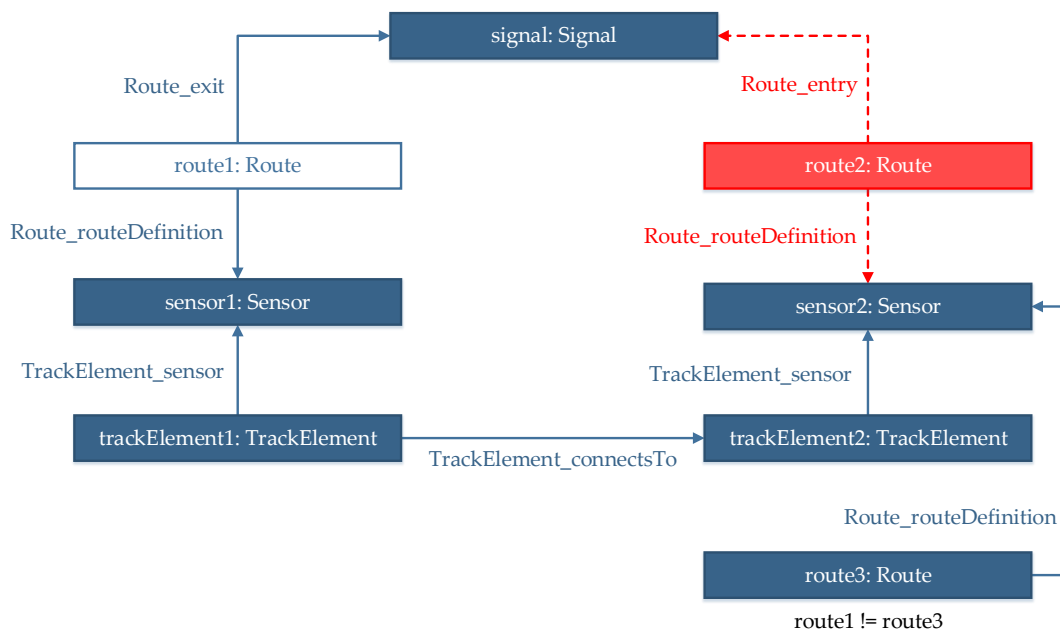 signal: Signal
Route_exit
Route_entry
route1: Route
route2: Route
Route_routeDefinition
Route_routeDefinition
sensor1: Sensor
sensor2: Sensor
TrackElement_sensor
TrackElement_sensor
trackElement1: TrackElement
trackElement2: TrackElement
TrackElement_connectsTo
Route_routeDefinition
route3: Route
route1 != route3